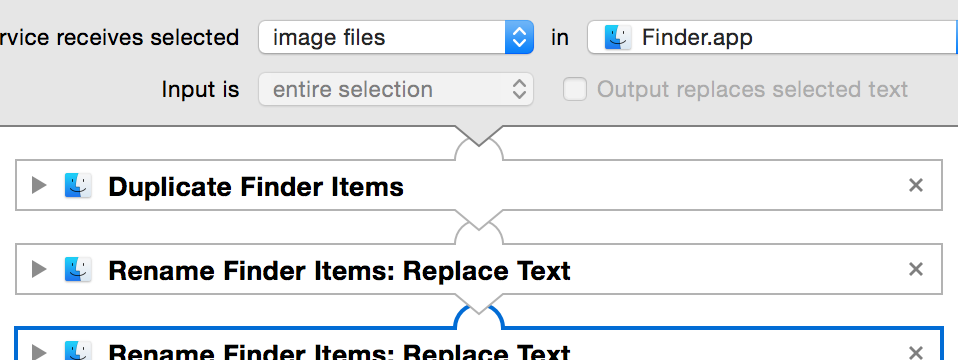 rvice receives selected image files in Finder.app
Input is entire selection Output replaces selected text
Duplicate Finder Items
Rename Finder Items: Replace Text
Rename Finder Items: Replace Text